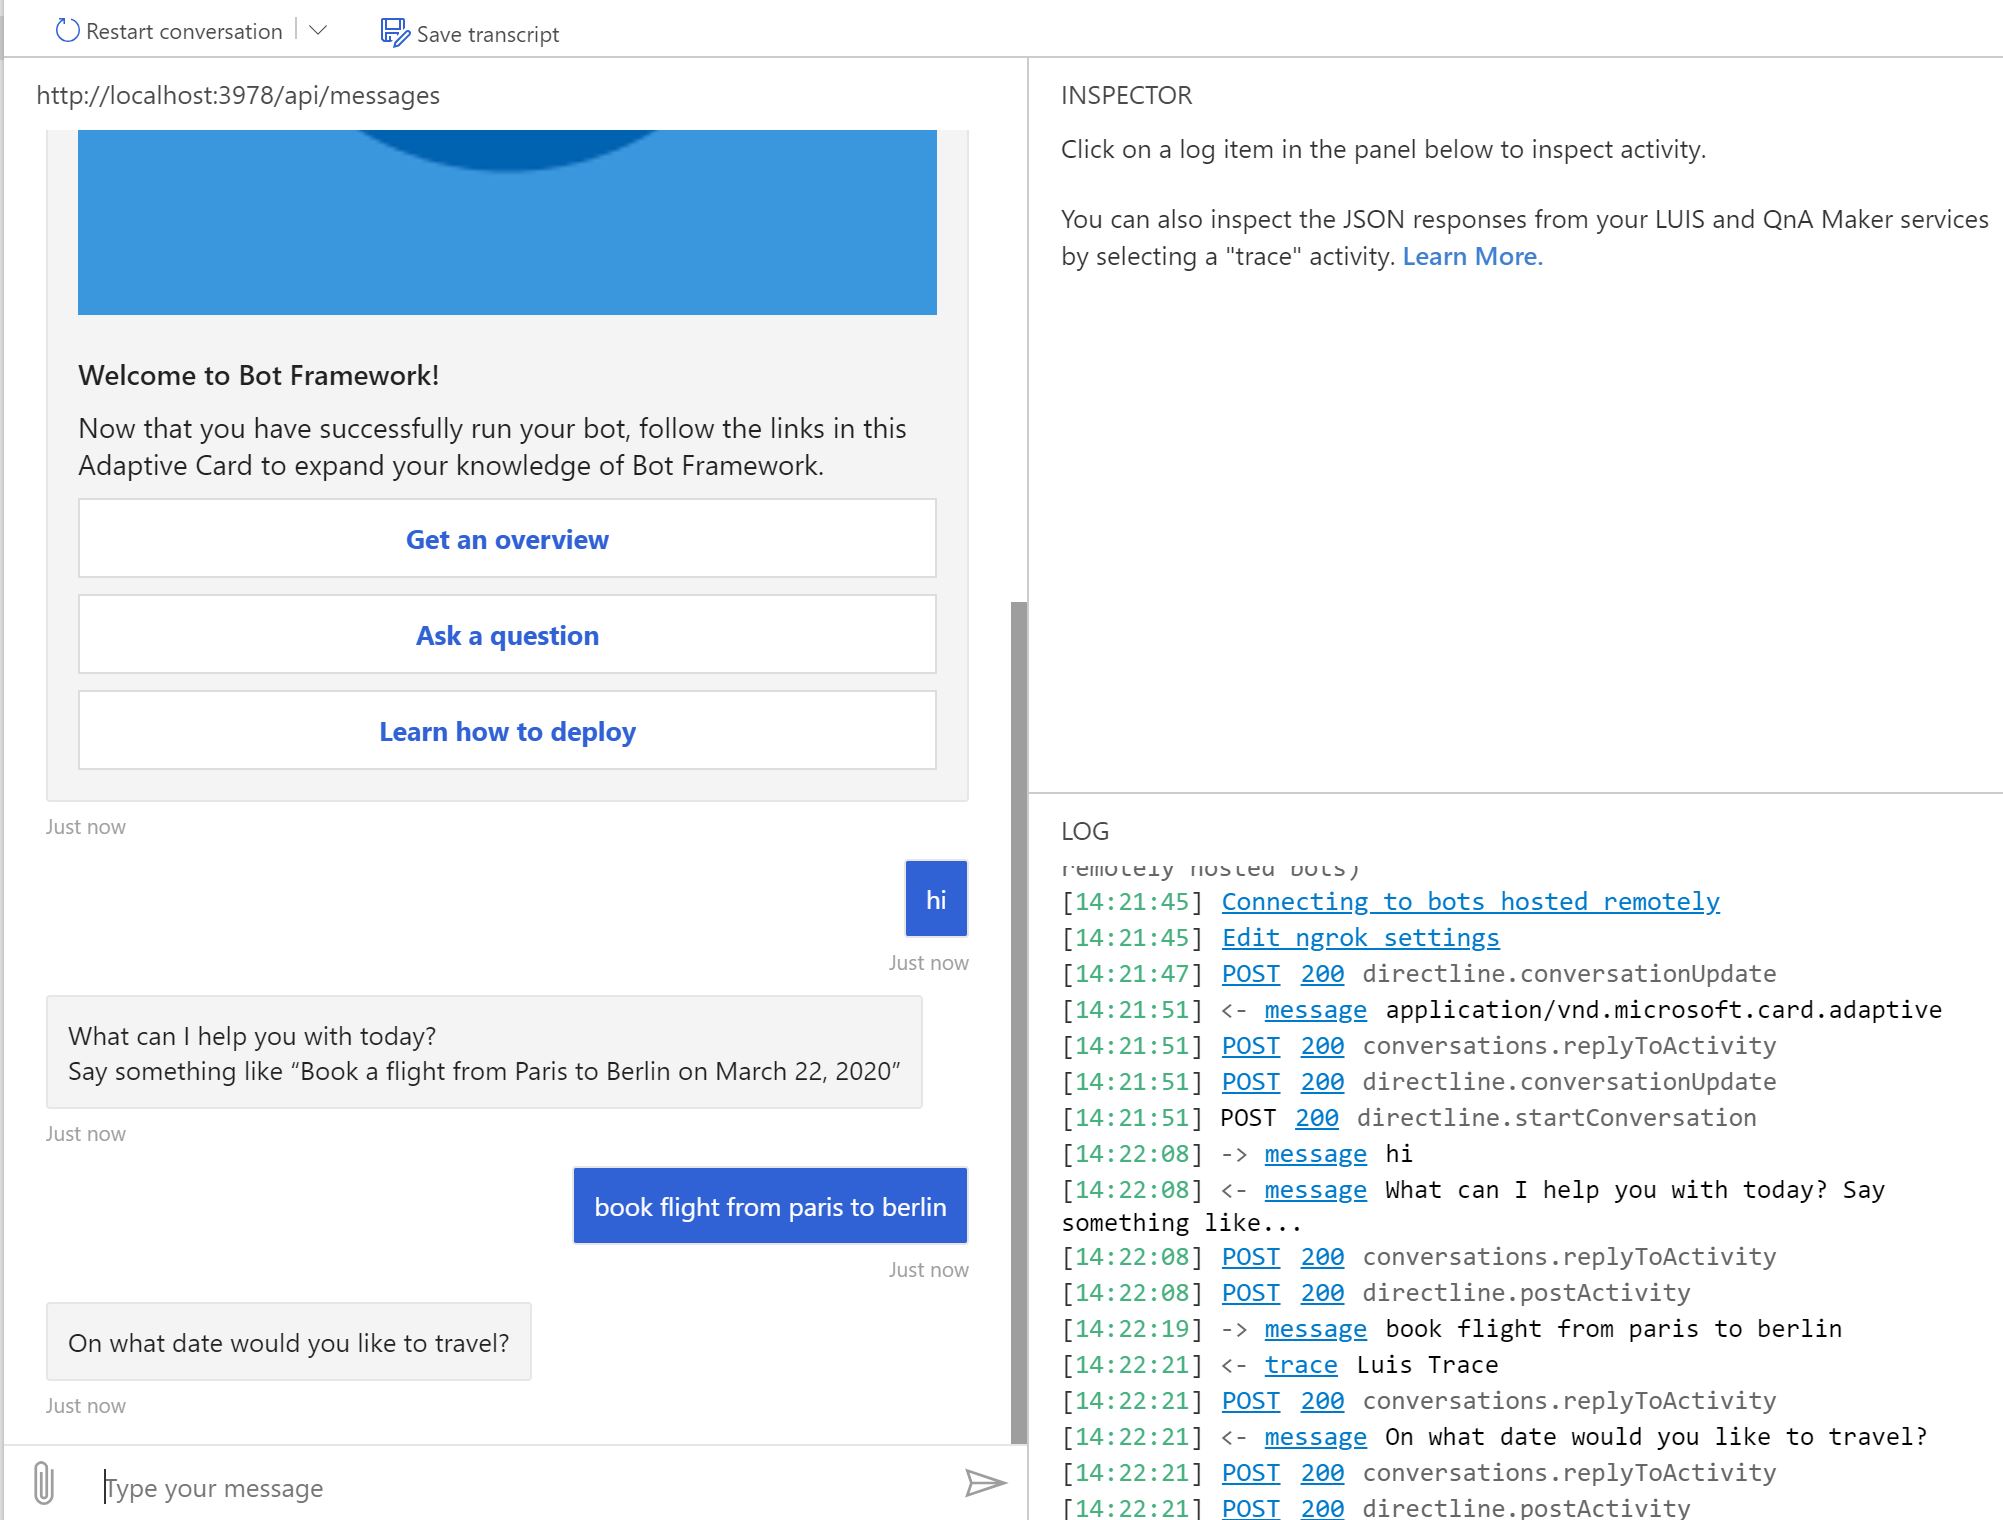 Restart conversation
Save transcript
http://localhost:3978/api/messages
Welcome to Bot Framework!
Now that you have successfully run your bot, follow the links in this
Adaptive Card to expand your knowledge of Bot Framework.
Get an overview
Ask a question
Learn how to deploy
Just now
hi
Just now
What can I help you with today?
Say something like “Book a flight from Paris to Berlin on March 22, 2020”
Just now
book flight from paris to berlin
Just now
On what date would you like to travel?
Just now
Type your message
INSPECTOR
Click on a log item in the panel below to inspect activity.
You can also inspect the JSON responses from your LUIS and QnA Maker services
by selecting a "trace" activity. Learn More.
LOG
remotely hosted bots)
[14:21:45] Connecting to bots hosted remotely
[14:21:45] Edit ngrok settings
[14:21:47] POST 200 directline.conversationUpdate
[14:21:51] <- message application/vnd.microsoft.card.adaptive
[14:21:51] POST 200 conversations.replyToActivity
[14:21:51] POST 200 directline.conversationUpdate
[14:21:51] POST 200 directline.startConversation
[14:22:08] -> message hi
[14:22:08] <- message What can I help you with today? Say
something like...
[14:22:08] POST 200 conversations.replyToActivity
[14:22:08] POST 200 directline.postActivity
[14:22:19] -> message book flight from paris to berlin
[14:22:21] <- trace Luis Trace
[14:22:21] POST 200 conversations.replyToActivity
[14:22:21] <- message On what date would you like to travel?
[14:22:21] POST 200 conversations.replyToActivity
[14:22:21] POST 200 directline.postActivity